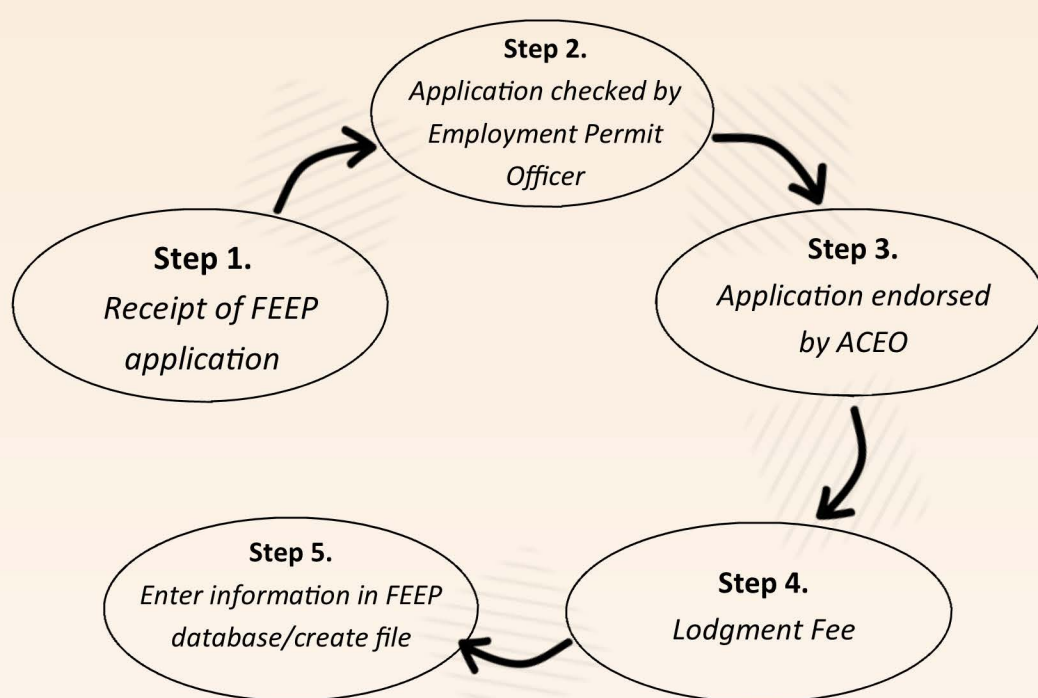 Step 1.
Receipt of FEEP
application
Step 2.
Application checked by
Employment Permit
Officer
Step 3.
Application endorsed
by ACEO
Step 4.
Lodgment Fee
Step 5.
Enter information in FEEP
database/create file